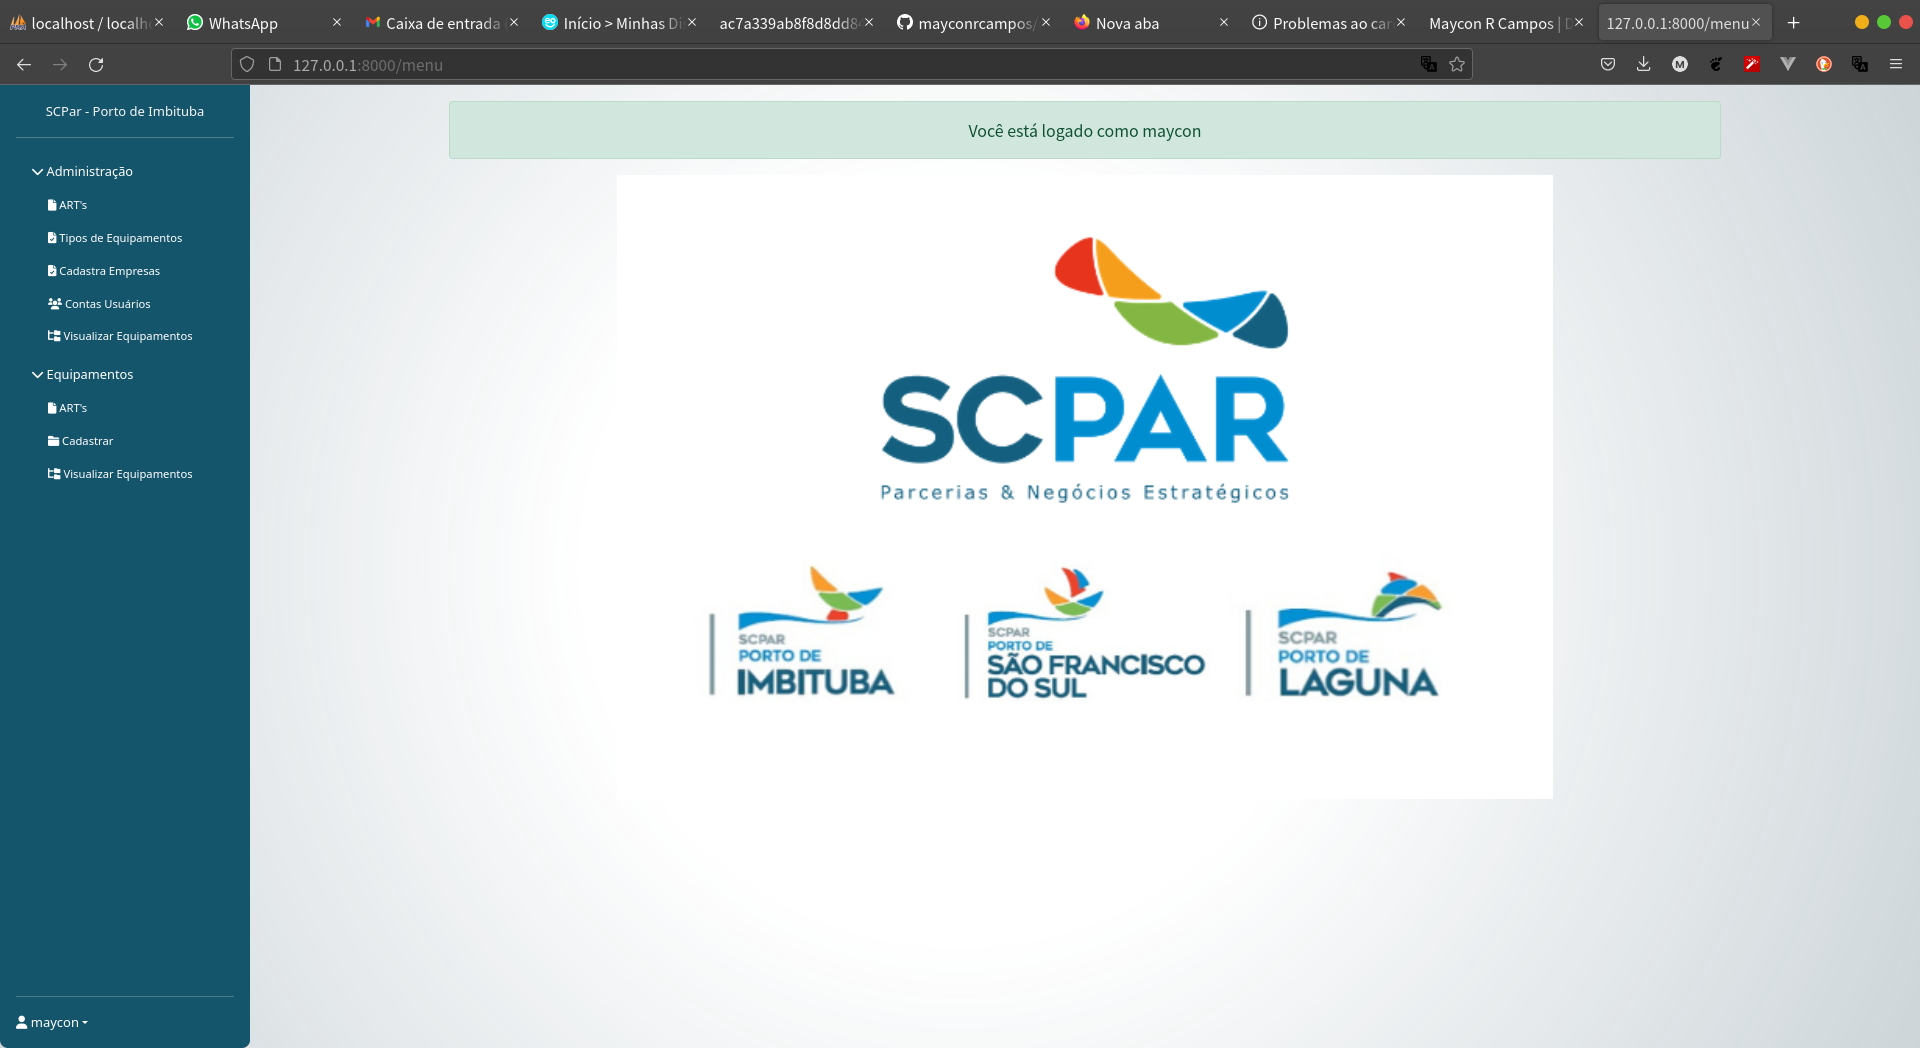 localhost / localh
WhatsApp
Caixa de entrada
Início > Minhas Di
ac7a339ab8f8d8dd8
mayconrcampos/
Nova aba
Problemas ao car
Maycon R Campos |
127.0.0.1:8000/menu
127.0.0.1:8000/menu
SCPar - Porto de Imbituba
Administração
ART's
Tipos de Equipamentos
Cadastra Empresas
Contas Usuários
Visualizar Equipamentos
Equipamentos
ART's
Cadastrar
Visualizar Equipamentos
maycon
Você está logado como maycon
SCPAR
Parcerias & Negócios Estratégicos
SCPAR
PORTO DE
IMBITUBA
SCPAR
PORTO DE
SÃO FRANCISCO
DO SUL
SCPAR
PORTO DE
LAGUNA